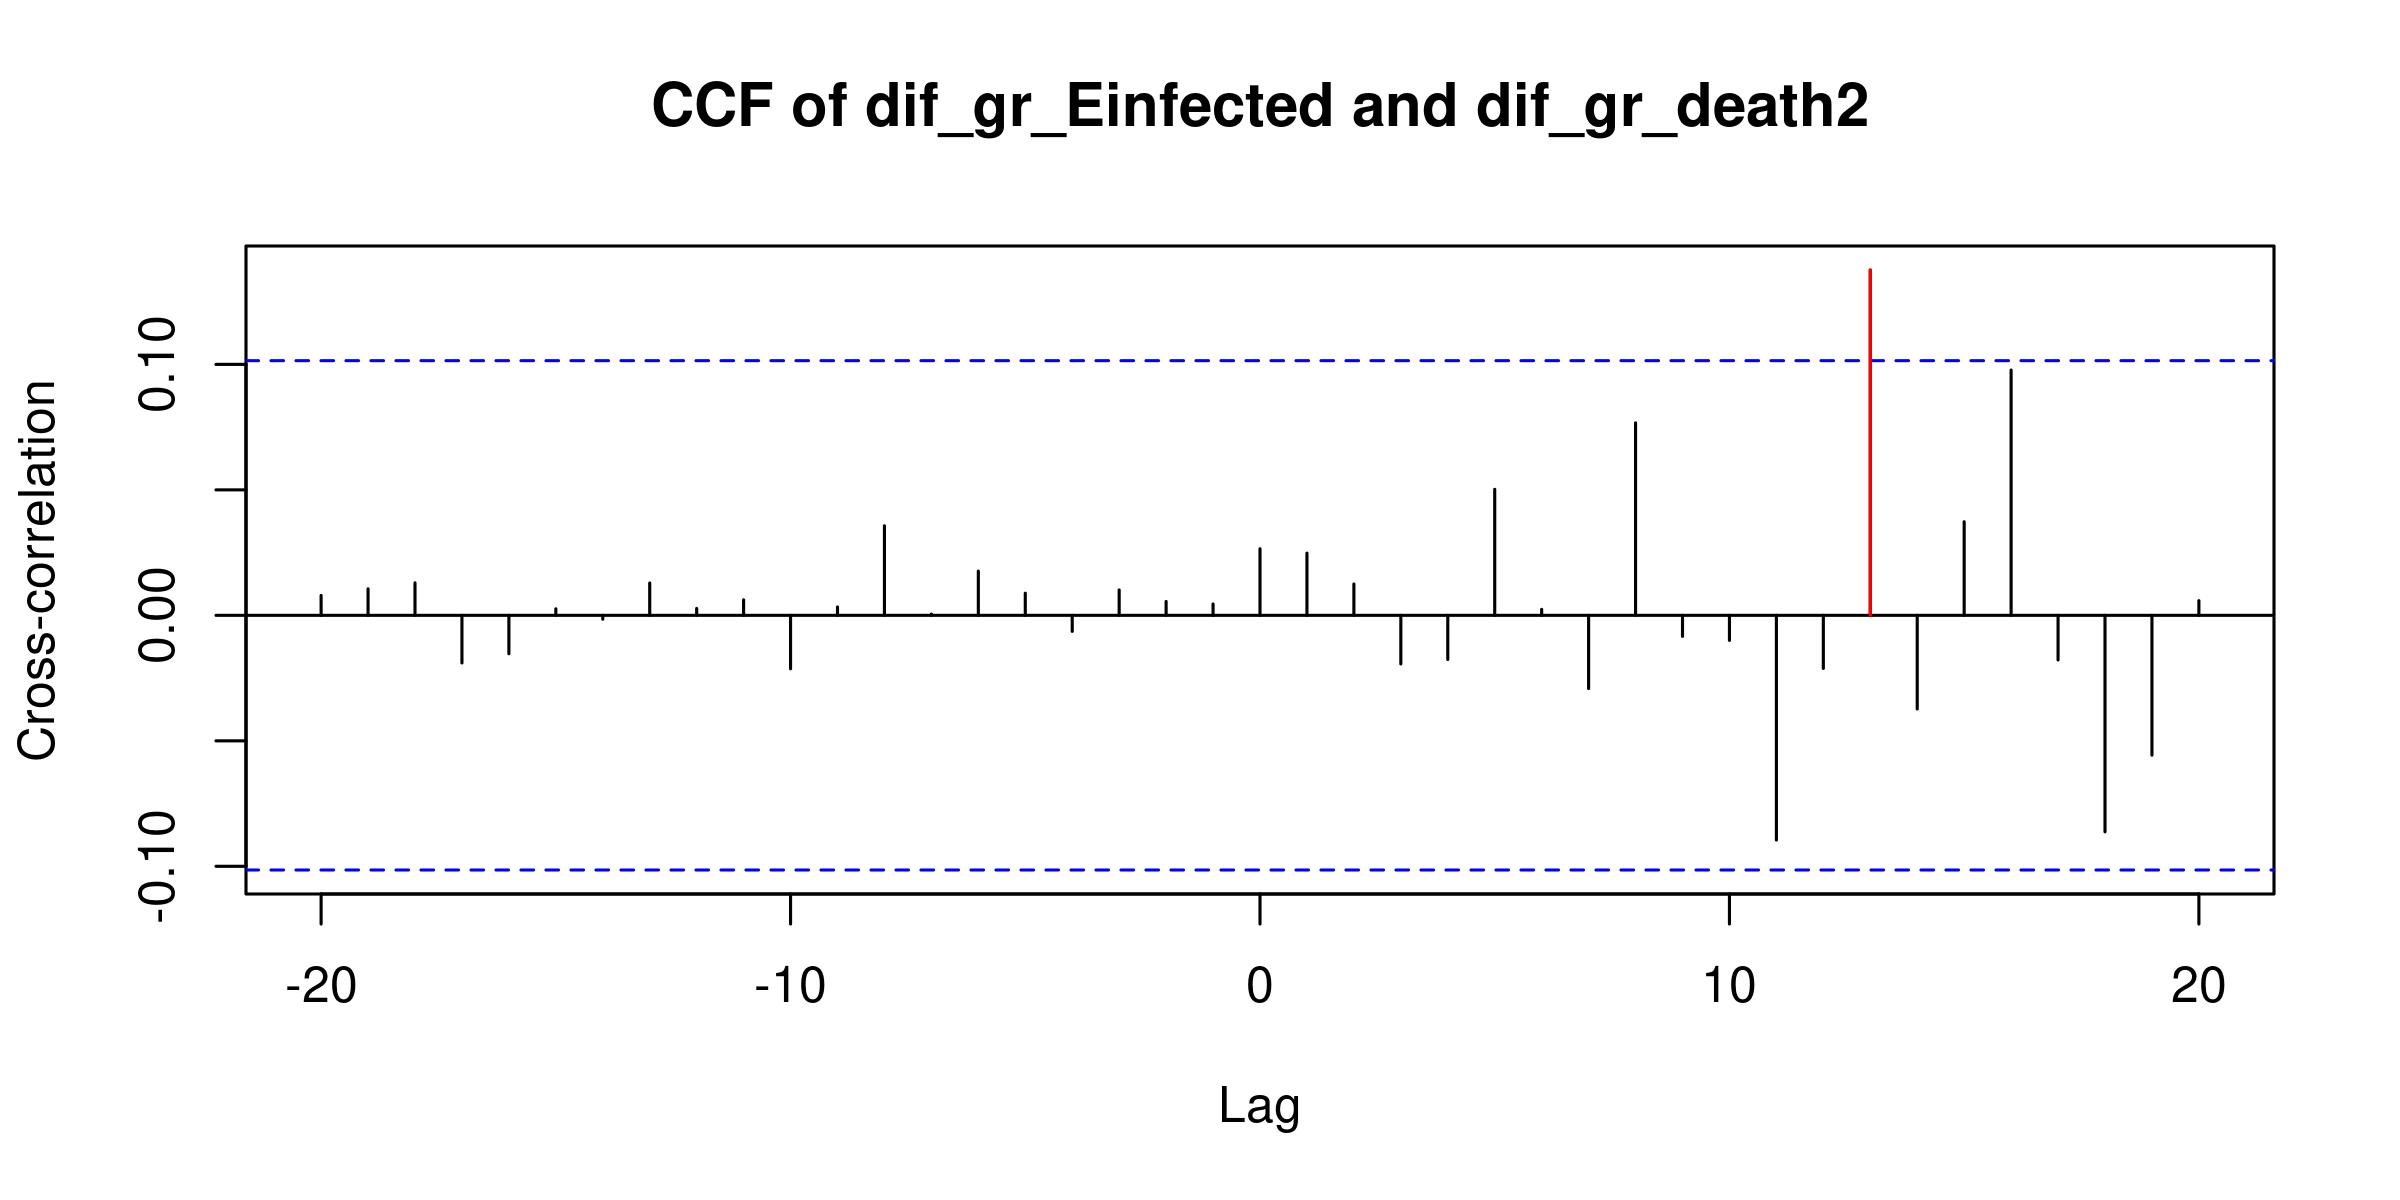 CCF of dif_gr_Einfected and dif_gr_death2
Cross-correlation
0.10
0.00
-0.10
-20 -10 0 10 20
Lag